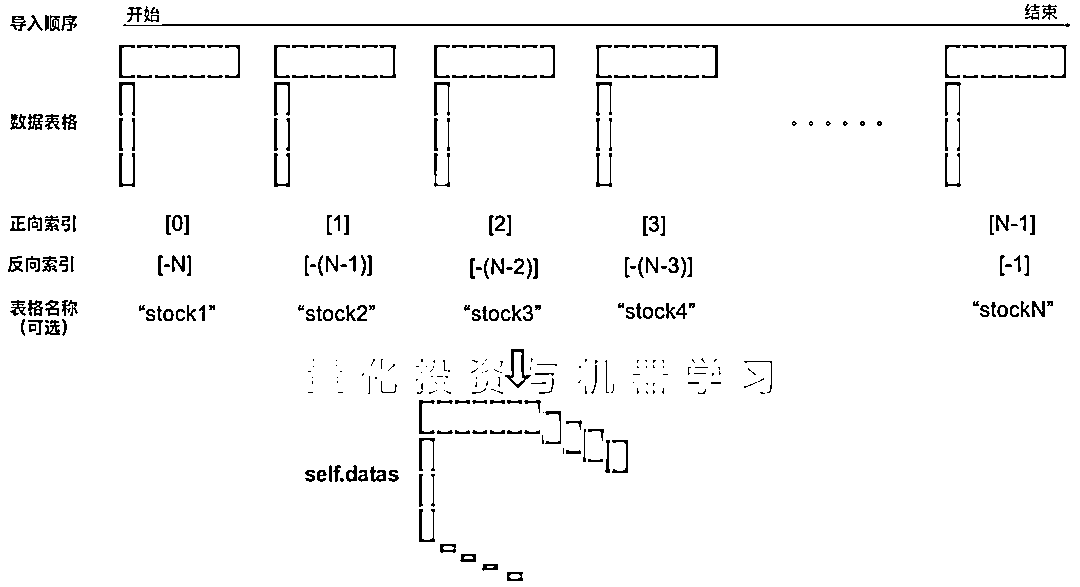 导入顺序 开始 结束
数据表格 。。。。。。
正向索引 [0] [1] [2] [3] [N-1]
反向索引 [-N] [-(N-1)] [-(N-2)] [-(N-3)] [-1]
表格名称 “stock1” “stock2” “stock3” “stock4” “stockN”
（可选）
量化投资与机器学习
self.datas